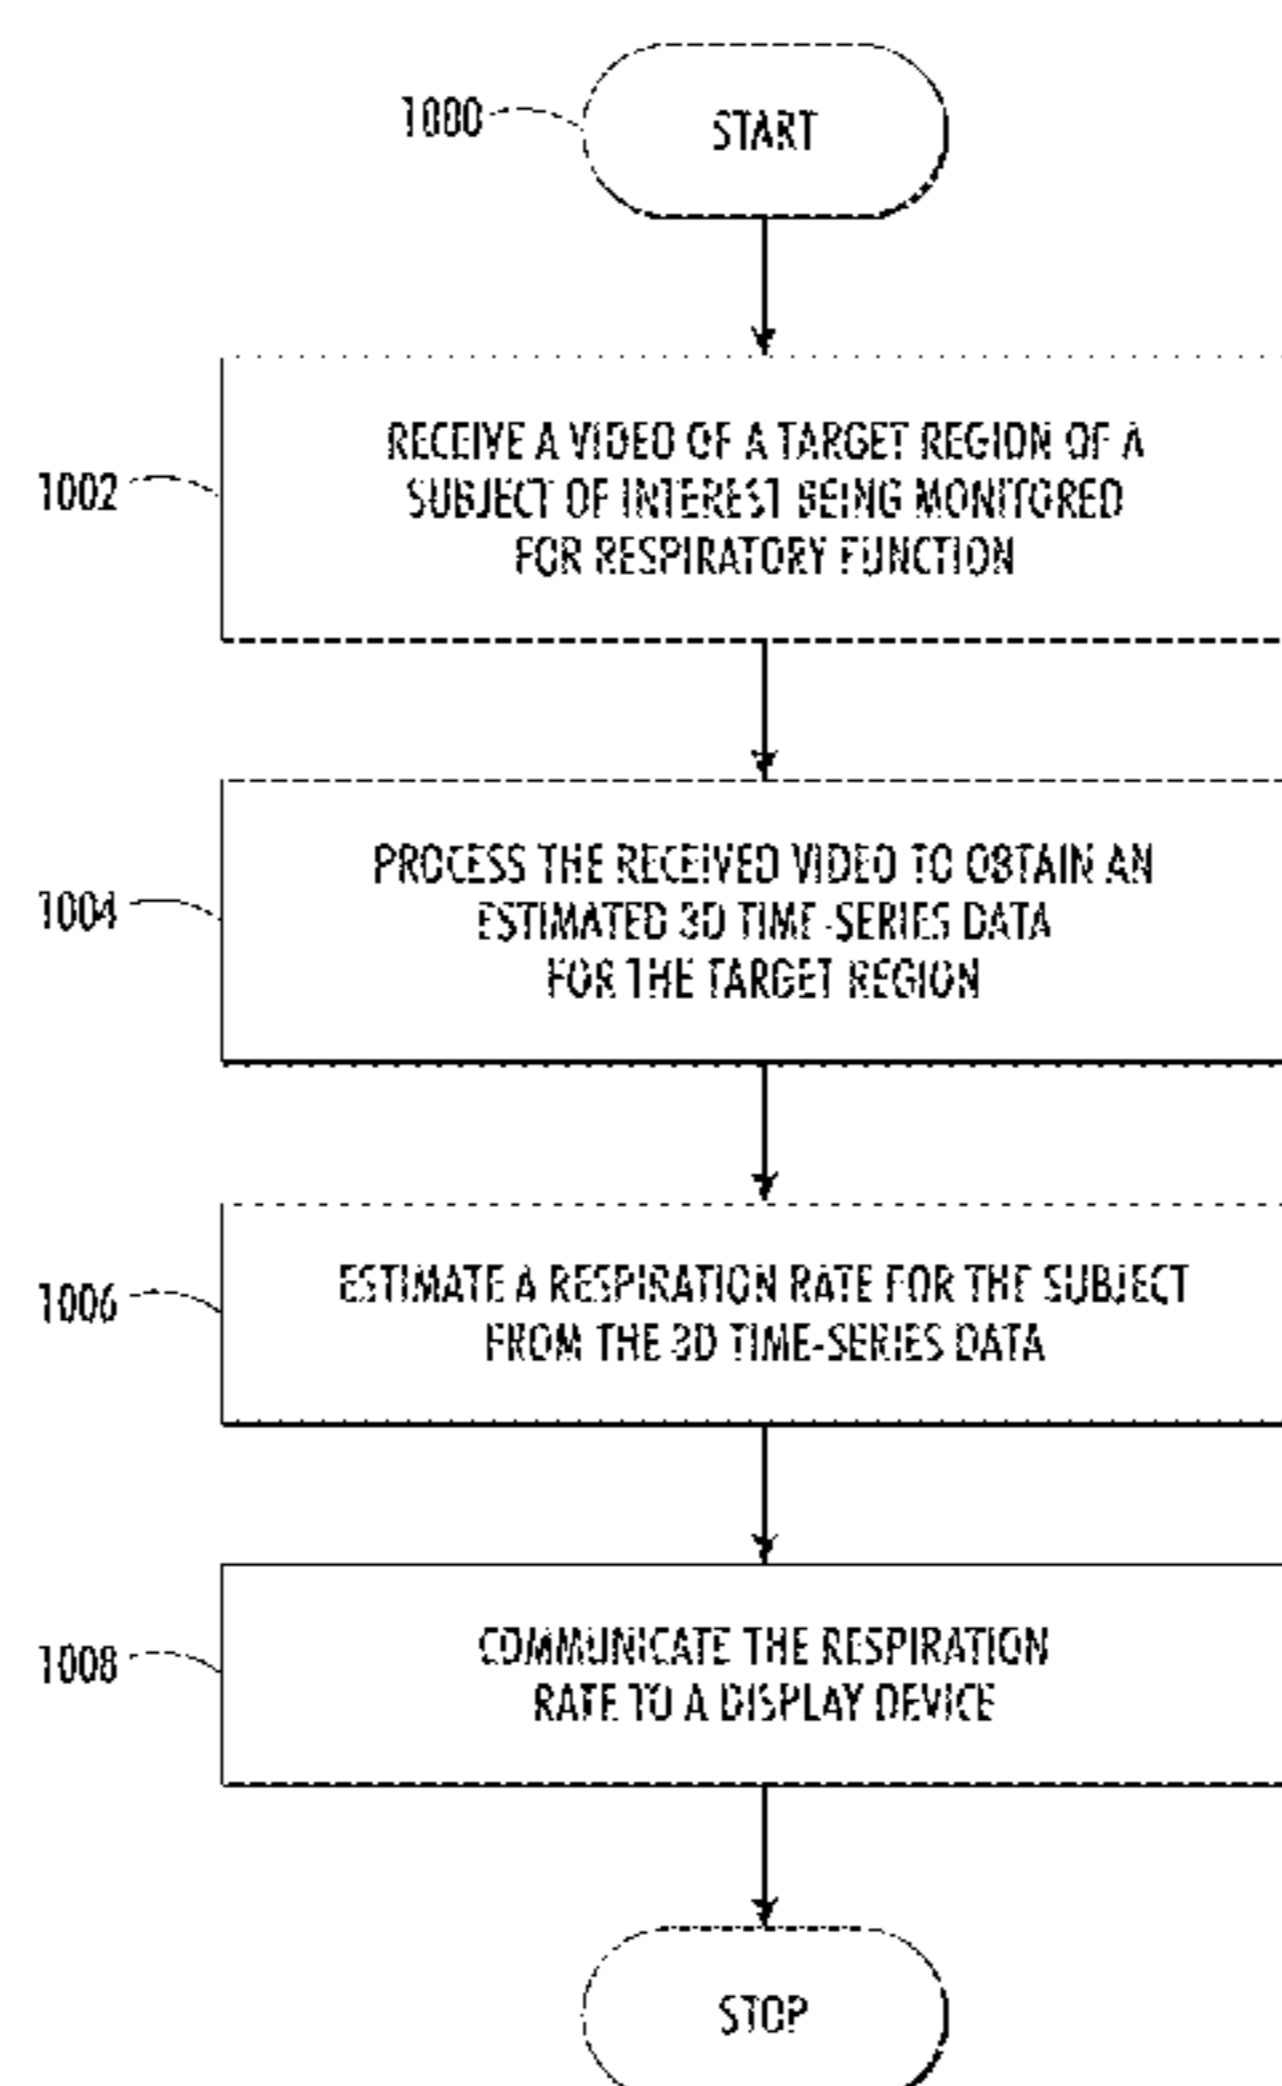 1000
START
1002
RECEIVE A VIDEO OF A TARGET REGION OF A
SUBJECT OF INTEREST BEING MONITORED
FOR RESPIRATORY FUNCTION
1004
PROCESS THE RECEIVED VIDEO TO OBTAIN AN
ESTIMATED 3D TIME-SERIES DATA
FOR THE TARGET REGION
1006
ESTIMATE A RESPIRATION RATE FOR THE SUBJECT
FROM THE 3D TIME-SERIES DATA
1008
COMMUNICATE THE RESPIRATION
RATE TO A DISPLAY DEVICE
STOP